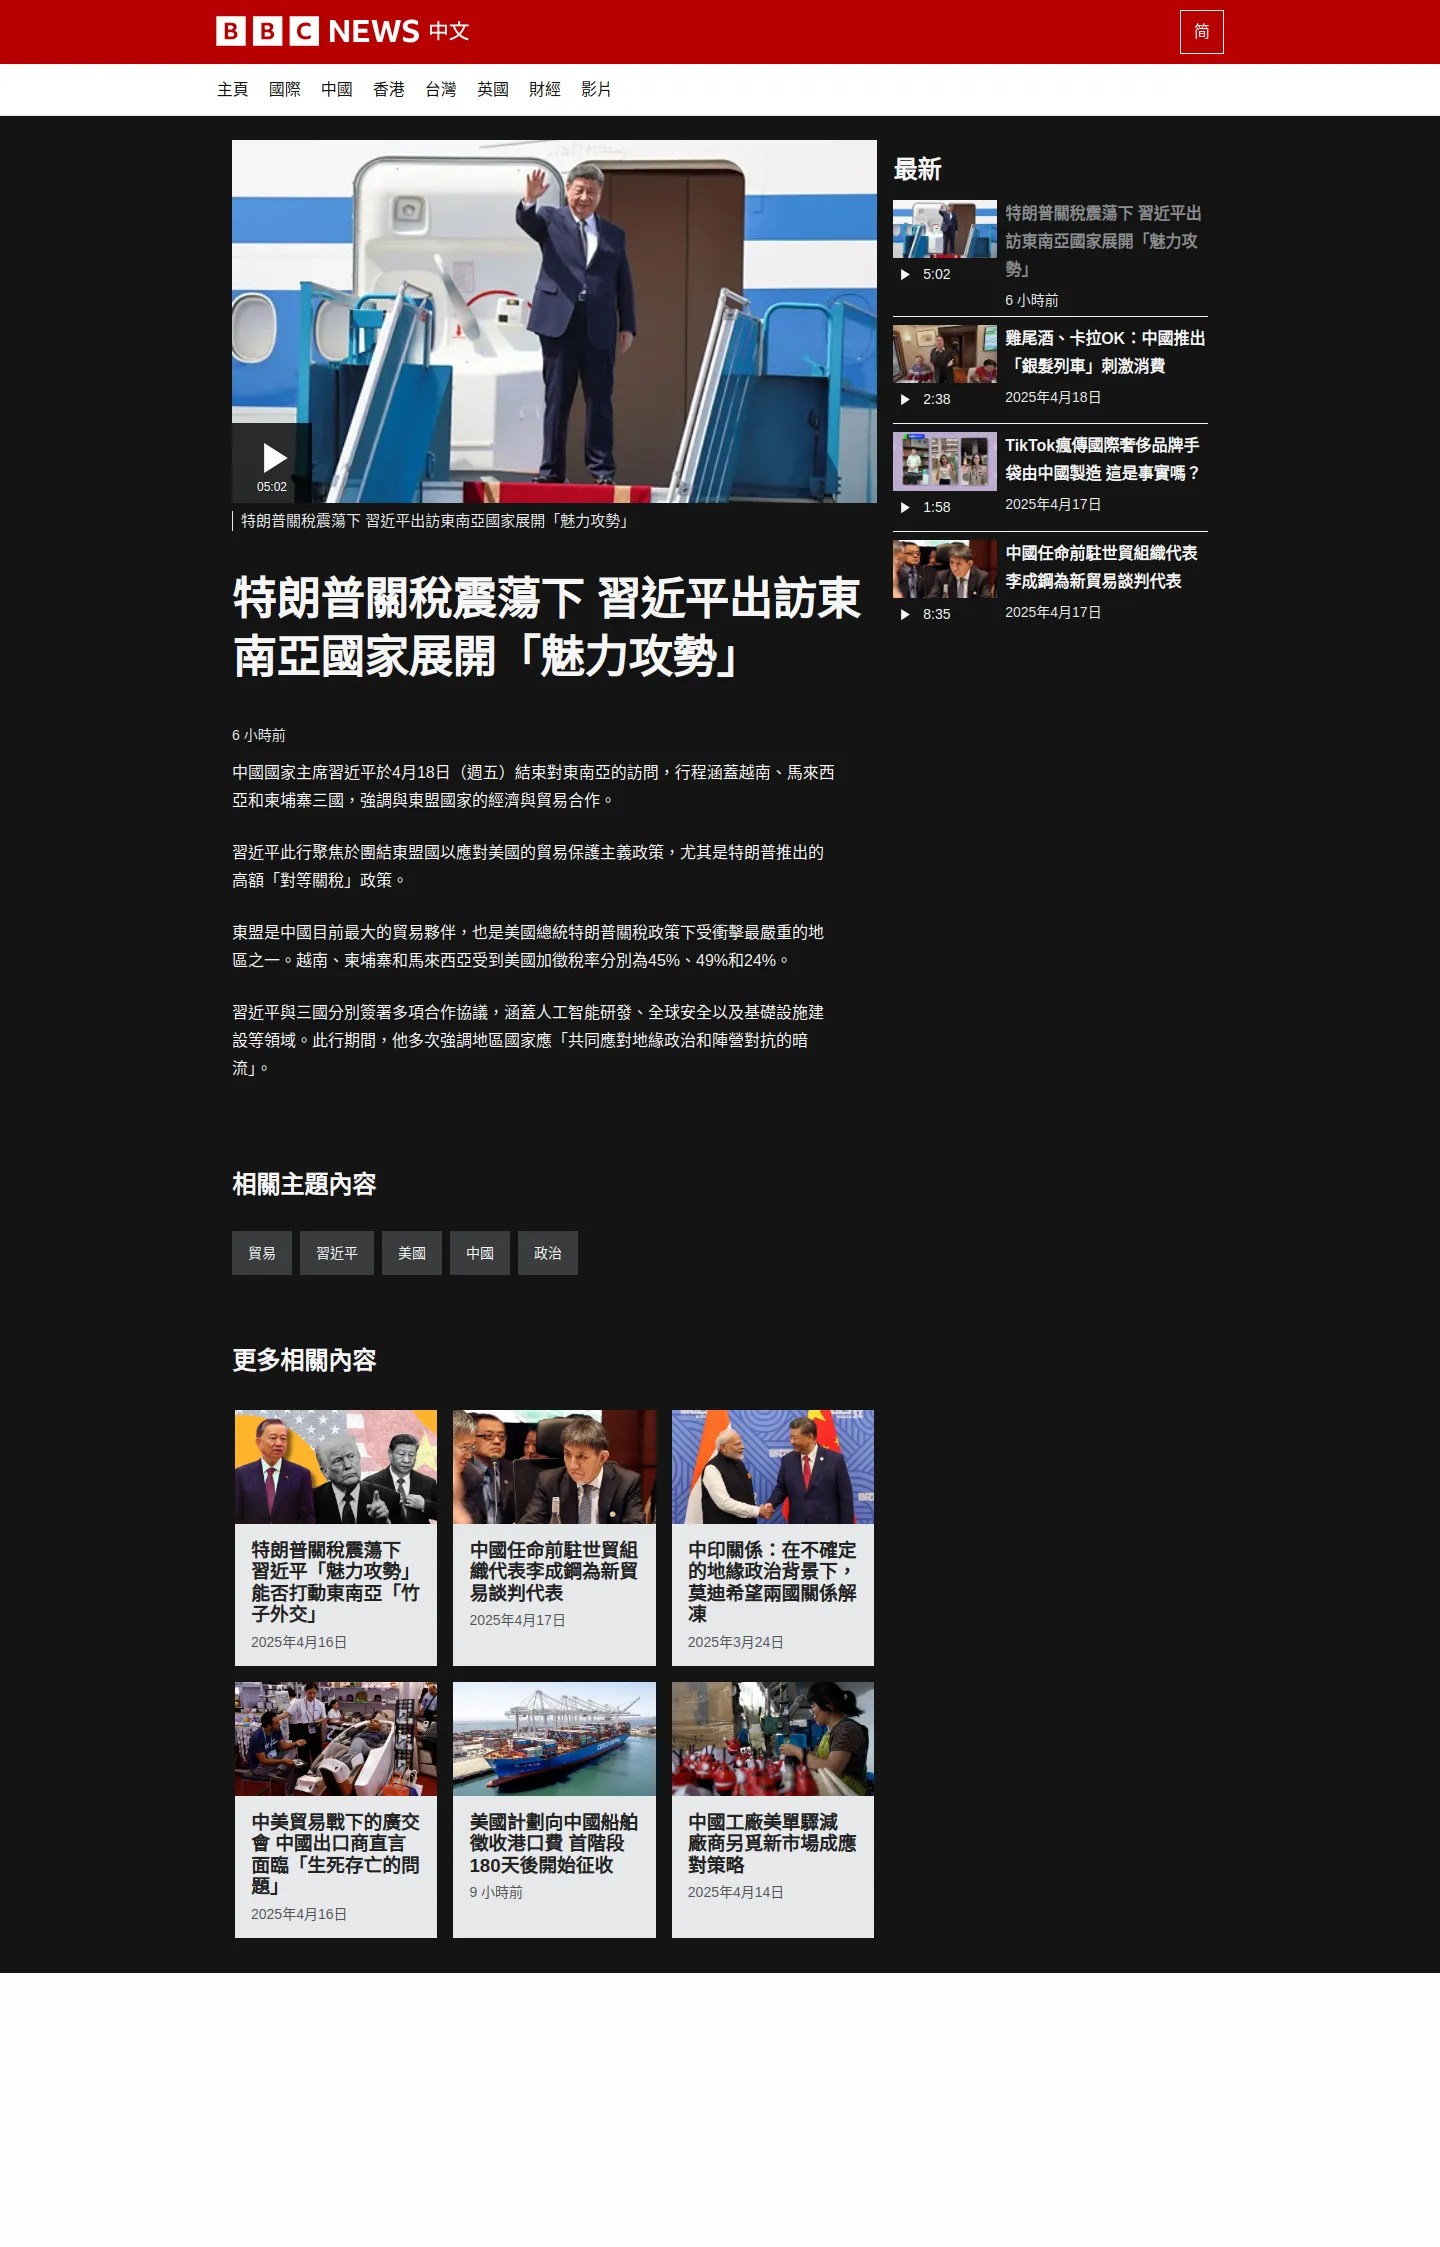 BBC NEWS 中文
简
主頁 國際 中國 香港 台灣 英國 財經 影片
05:02
特朗普關稅震蕩下 習近平出訪東南亞國家展開「魅力攻勢」
特朗普關稅震蕩下 習近平出訪東
南亞國家展開「魅力攻勢」
6 小時前
中國國家主席習近平於4月18日（週五）結束對東南亞的訪問，行程涵蓋越南、馬來西
亞和柬埔寨三國，強調與東盟國家的經濟與貿易合作。
習近平此行聚焦於團結東盟國以應對美國的貿易保護主義政策，尤其是特朗普推出的
高額「對等關稅」政策。
東盟是中國目前最大的貿易夥伴，也是美國總統特朗普關稅政策下受衝擊最嚴重的地
區之一。越南、柬埔寨和馬來西亞受到美國加徵稅率分別為45%、49%和24%。
習近平與三國分別簽署多項合作協議，涵蓋人工智能研發、全球安全以及基礎設施建
設等領域。此行期間，他多次強調地區國家應「共同應對地緣政治和陣營對抗的暗
流」。
最新
特朗普關稅震蕩下 習近平出
訪東南亞國家展開「魅力攻
勢」
5:02
6 小時前
雞尾酒、卡拉OK：中國推出
「銀髮列車」刺激消費
2:38
2025年4月18日
TikTok瘋傳國際奢侈品牌手
袋由中國製造 這是事實嗎？
1:58
2025年4月17日
中國任命前駐世貿組織代表
李成鋼為新貿易談判代表
8:35
2025年4月17日
相關主題內容
貿易 習近平 美國 中國 政治
更多相關內容
特朗普關稅震蕩下
習近平「魅力攻勢」
能否打動東南亞「竹
子外交」
2025年4月16日
中國任命前駐世貿組
織代表李成鋼為新貿
易談判代表
2025年4月17日
中印關係：在不確定
的地緣政治背景下，
莫迪希望兩國關係解
凍
2025年3月24日
中美貿易戰下的廣交
會 中國出口商直言
面臨「生死存亡的問
題」
2025年4月16日
美國計劃向中國船舶
徵收港口費 首階段
180天後開始征收
9 小時前
中國工廠美單驟減
廠商另覓新市場成應
對策略
2025年4月14日